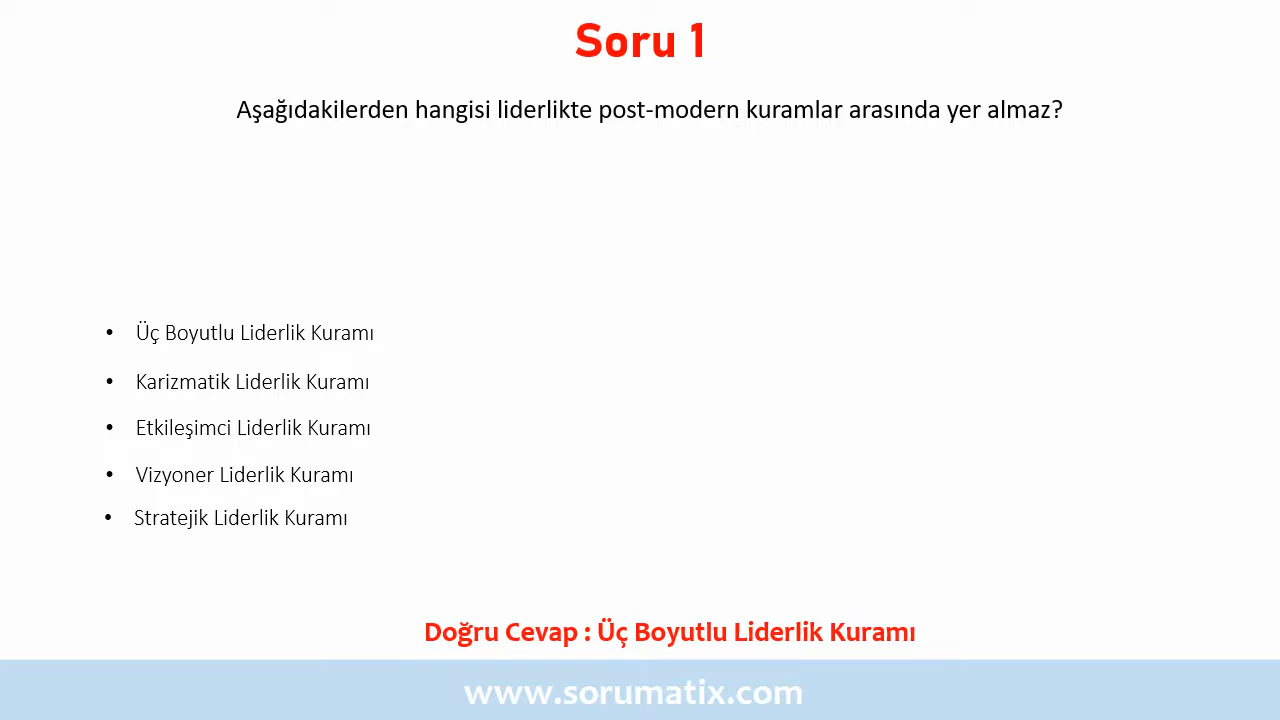 Soru 1
Aşağıdakilerden hangisi liderlikte post-modern kuramlar arasında yer almaz?
• Üç Boyutlu Liderlik Kuramı
• Karizmatik Liderlik Kuramı
• Etkileşimci Liderlik Kuramı
• Vizyoner Liderlik Kuramı
• Stratejik Liderlik Kuramı
Doğru Cevap : Üç Boyutlu Liderlik Kuramı
www.sorumatix.com